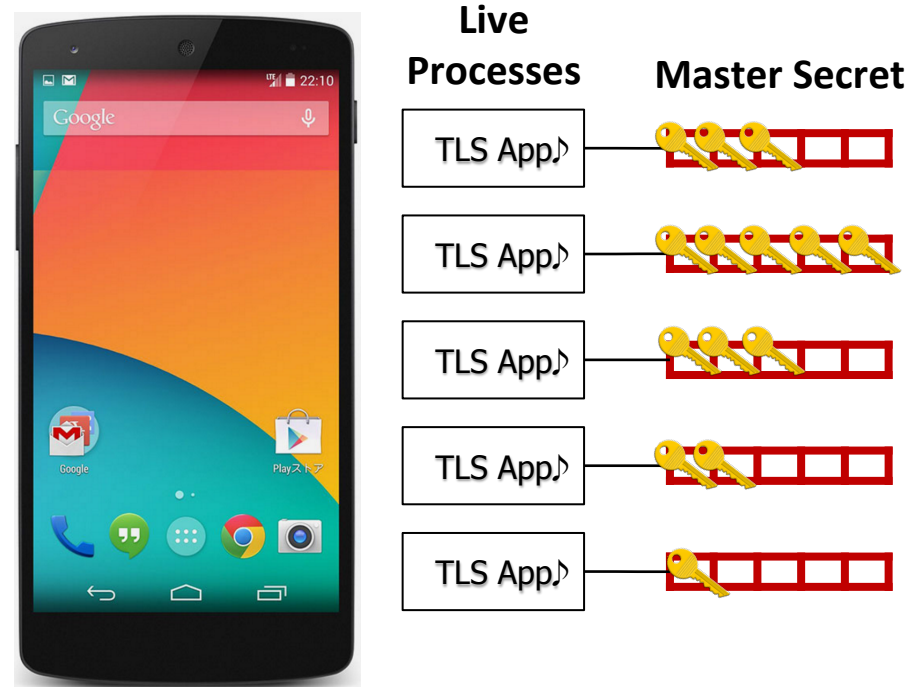 Live
Processes
Master Secret
22:10
LTE
Google
Google
Playストア
TLS App♪
TLS App♪
TLS App♪
TLS App♪
TLS App♪